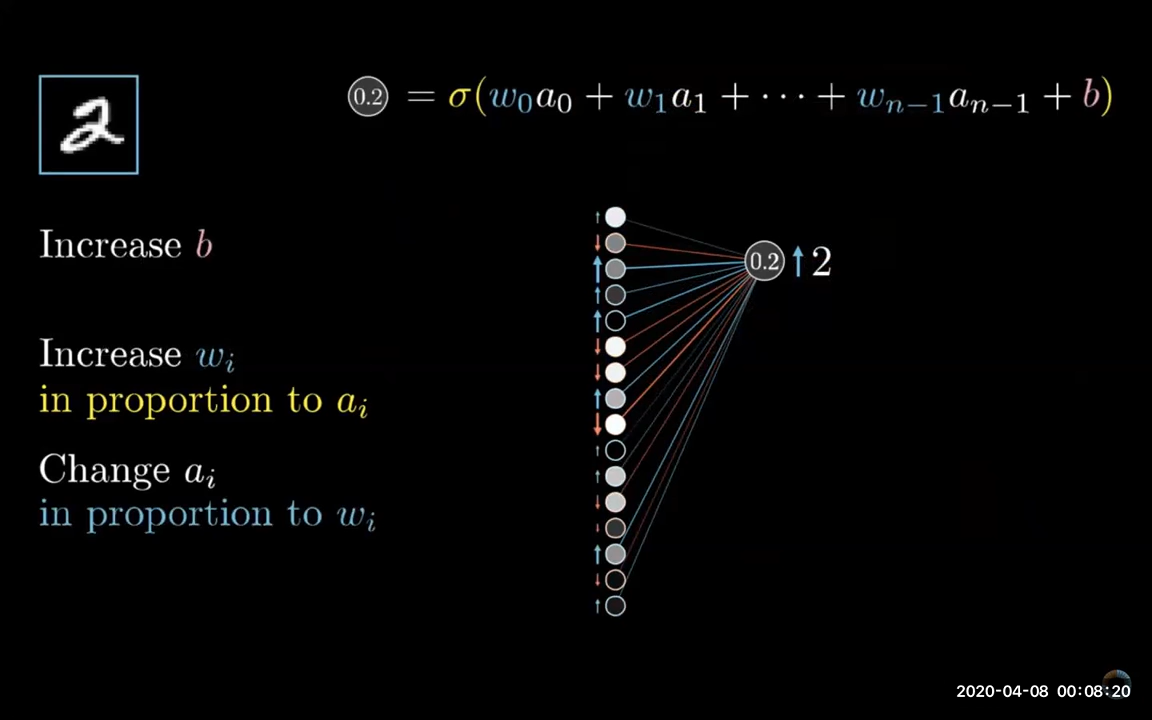 0.2 = σ(w₀a₀ + w₁a₁ + ⋯ + wₙ₋₁aₙ₋₁ + b)
2
Increase b
0.2 ↑ 2
Increase wᵢ
in proportion to aᵢ
Change aᵢ
in proportion to wᵢ
2020-04-08 00:08:20